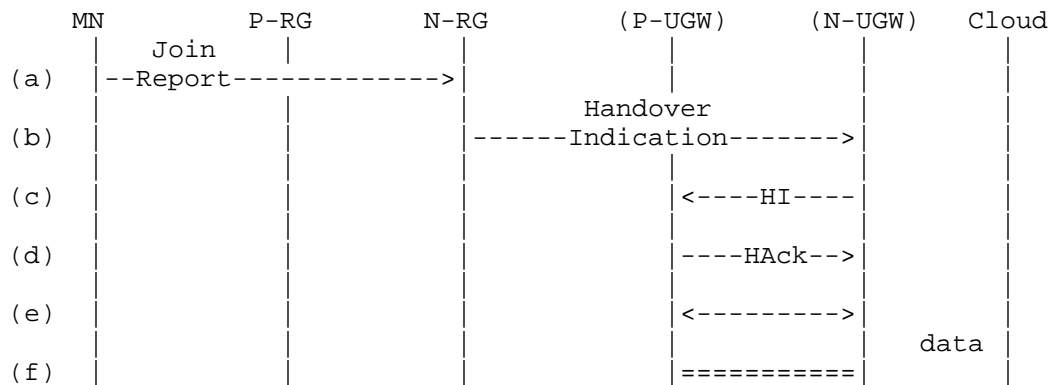 MN P-RG N-RG (P-UGW) (N-UGW) Cloud
| Join | | | | |
(a) |--Report------------->| | | |
| | | Handover | |
(b) | | |------Indication------->| |
| | | | | |
(c) | | | |<----HI----| |
| | | | | |
(d) | | | |----HAck-->| |
| | | | | |
(e) | | | |<--------->| |
| | | | | data |
(f) | | | |===========| |